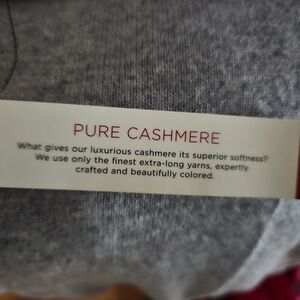 PURE CASHMERE
What gives our luxurious cashmere its superior softness?
We use only the finest extra-long yarns, expertly
crafted and beautifully colored.